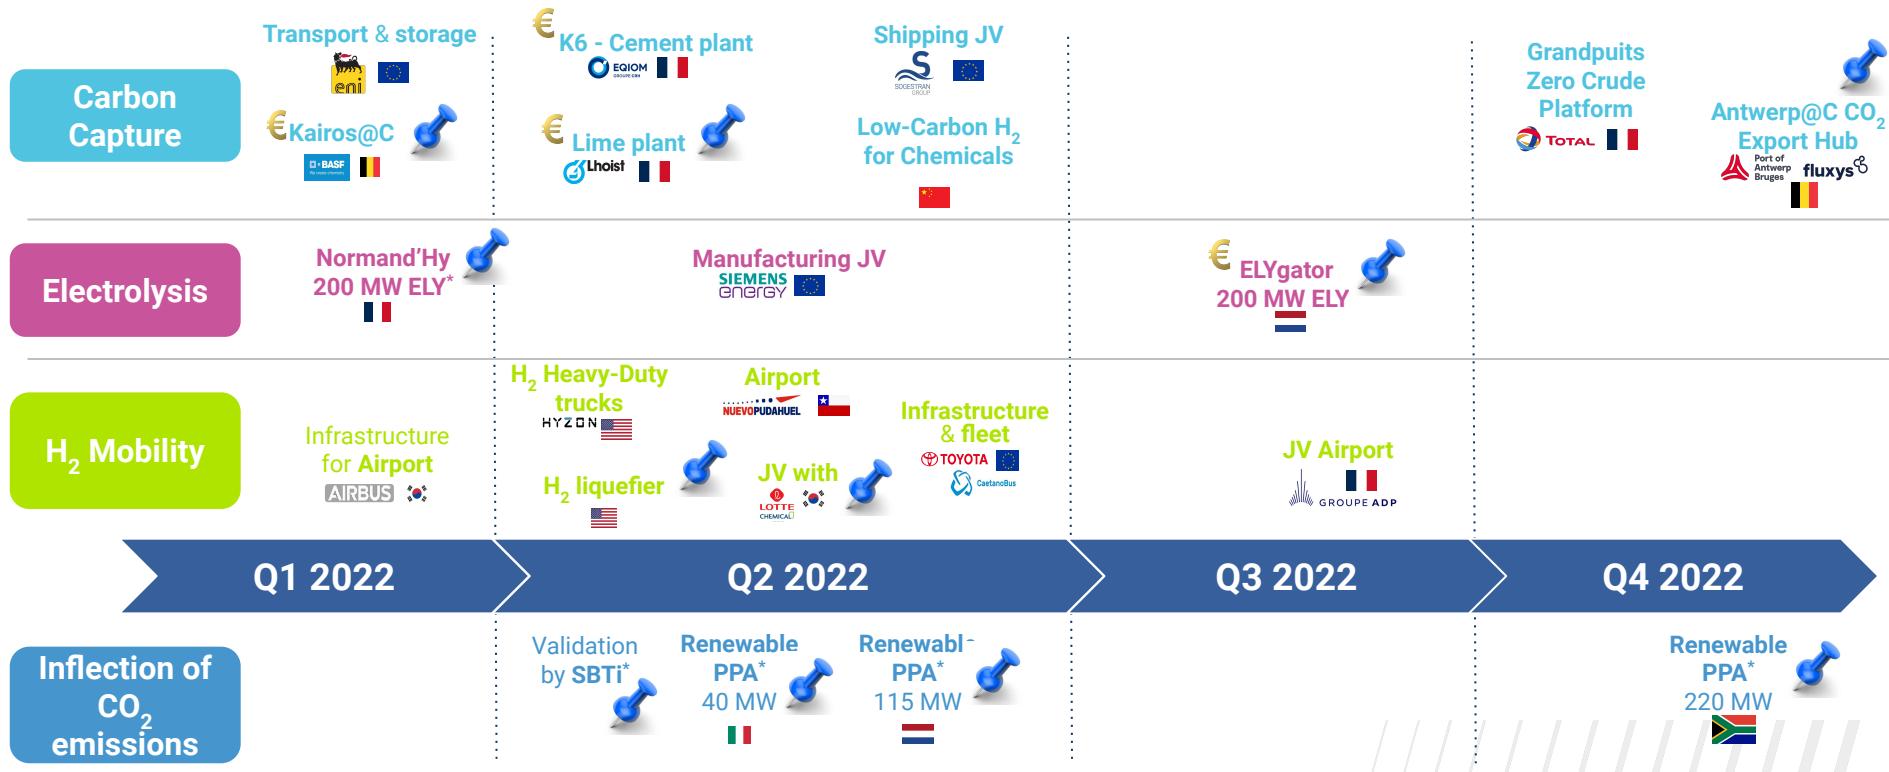 Carbon
Capture
Transport & storage
eni
€
Kairos@C
BASF
We create chemistry
€
K6 - Cement plant
EQIOM
GROUPE CRH
€
Lime plant
Lhoist
Shipping JV
SOGESTRAN
GROUP
Low-Carbon H2
for Chemicals
Grandpuits
Zero Crude
Platform
TOTAL
Antwerp@C CO2
Export Hub
Port of
Antwerp
Bruges
fluxys
Electrolysis
Normand'Hy
200 MW ELY*
Manufacturing JV
SIEMENS
energy
€
ELYgator
200 MW ELY
H2 Mobility
Infrastructure
for Airport
AIRBUS
H2 Heavy-Duty
trucks
HYZON
H2 liquefier
Airport
NUEVOPUDAHUEL
JV with
LOTTE
CHEMICAL
Infrastructure
& fleet
TOYOTA
CaetanoBus
JV Airport
GROUPE ADP
Q1 2022
Q2 2022
Q3 2022
Q4 2022
Inflection of
CO2
emissions
Validation
by SBTi*
Renewable
PPA*
40 MW
Renewabl
PPA*
115 MW
Renewable
PPA*
220 MW